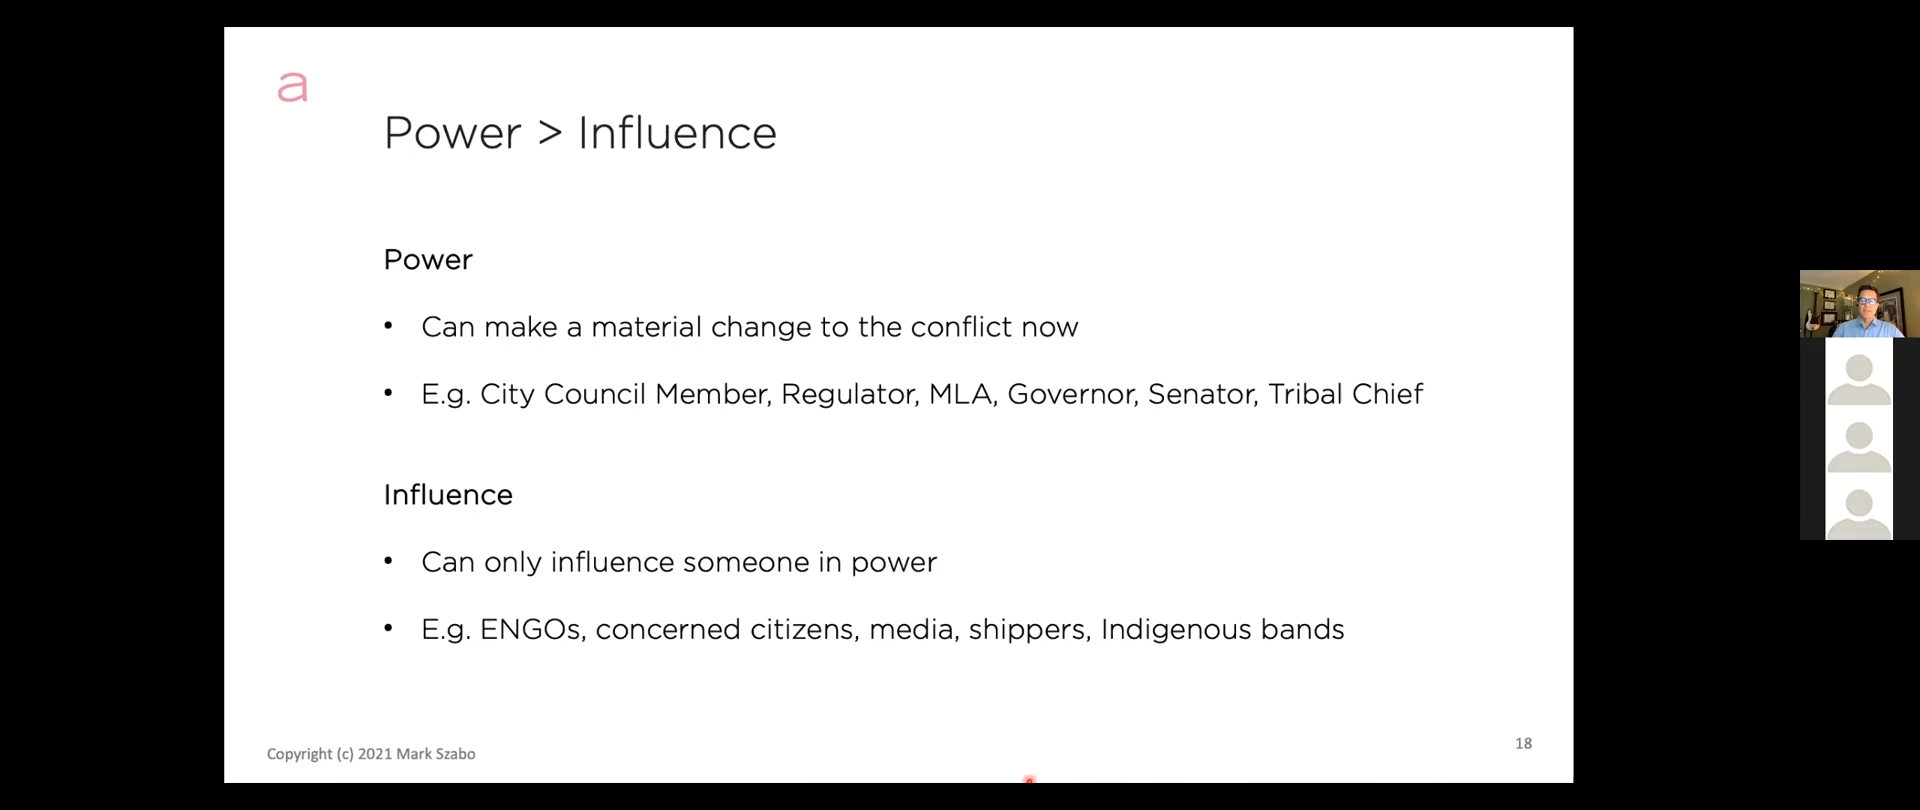 a
Power > Influence
Power
• Can make a material change to the conflict now
• E.g. City Council Member, Regulator, MLA, Governor, Senator, Tribal Chief
Influence
• Can only influence someone in power
• E.g. ENGOs, concerned citizens, media, shippers, Indigenous bands
Copyright (c) 2021 Mark Szabo
18